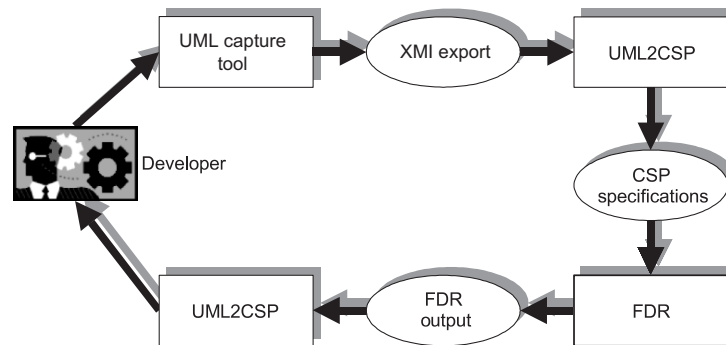 UML capture
tool
XMI export
UML2CSP
Developer
CSP
specifications
UML2CSP
FDR
output
FDR